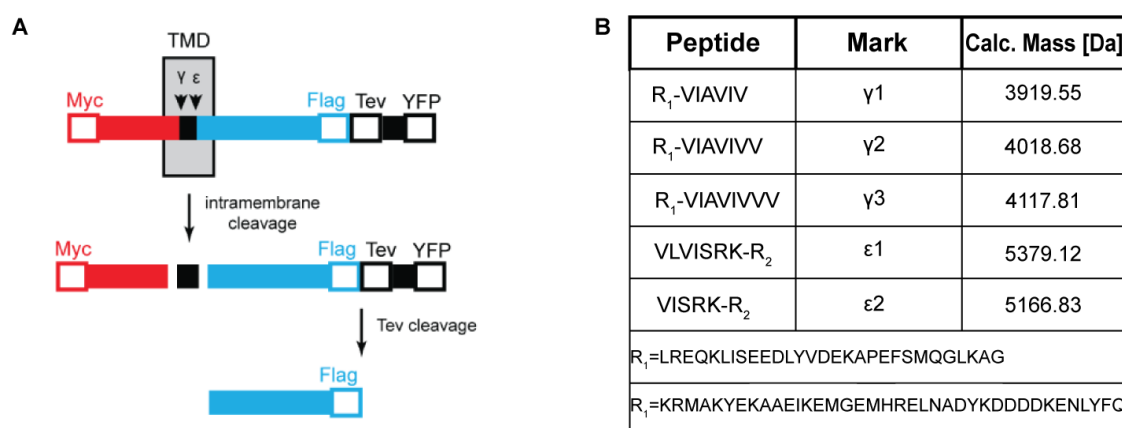 A
TMD
γ ε
Myc
Flag
Tev
YFP
intramembrane
cleavage
Myc
Flag
Tev
YFP
Tev cleavage
Flag
B
Peptide Mark Calc. Mass [Da]
R1-VIAVIV γ1 3919.55
R1-VIAVIVV γ2 4018.68
R1-VIAVIVVV γ3 4117.81
VLVISRK-R2 ε1 5379.12
VISRK-R2 ε2 5166.83
R1=LREQKLISEEDLYVDEKAPEFSMQGLKAG
R1=KRMAKYEKAAEIKEMGEMHRELNADYKDDDDKENLYFQ